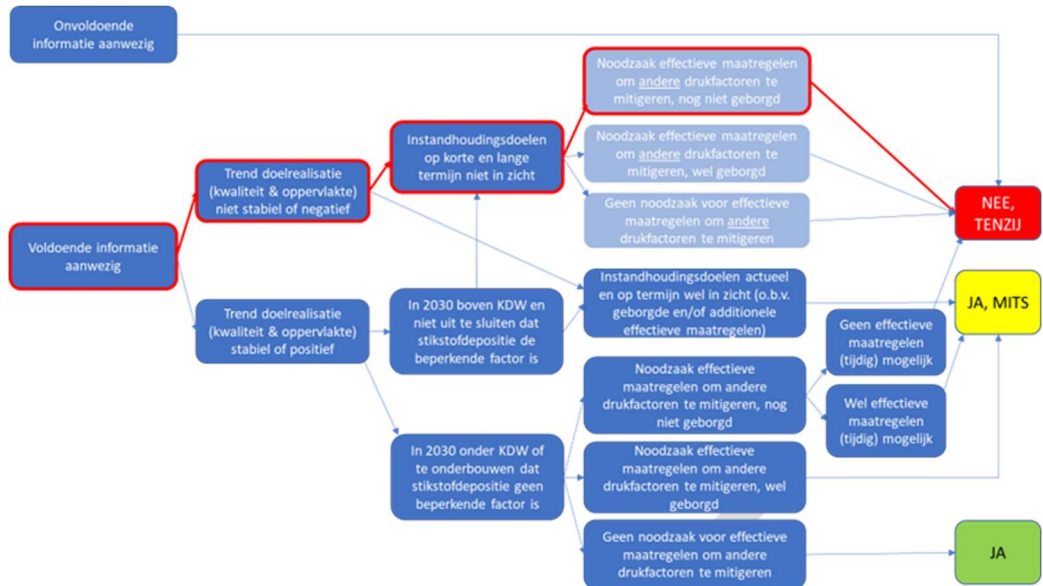 Onvoldoende
informatie aanwezig
Noodzaak effectieve maatregelen
om andere drukfactoren te
mitigeren, nog niet geborgd
Instandhoudingsdoelen
op korte en lange
termijn niet in zicht
Noodzaak effectieve maatregelen
om andere drukfactoren te
mitigeren, wel geborgd
Trend doelrealisatie
(kwaliteit & oppervlakte)
niet stabiel of negatief
Geen noodzaak voor effectieve
maatregelen om andere
drukfactoren te mitigeren
NEE,
TENZIJ
Voldoende informatie
aanwezig
Trend doelrealisatie
(kwaliteit & oppervlakte)
stabiel of positief
In 2030 boven KDW en
niet uit te sluiten dat
stikstofdepositie de
beperkende factor is
Instandhoudingsdoelen actueel
en op termijn wel in zicht (o.b.v.
geborgde en/of additionele
effectieve maatregelen)
JA, MITS
Geen effectieve
maatregelen
(tijdig) mogelijk
Noodzaak effectieve
maatregelen om andere
drukfactoren te mitigeren, nog
niet geborgd
Wel effectieve
maatregelen
(tijdig) mogelijk
In 2030 onder KDW of
te onderbouwen dat
stikstofdepositie geen
beperkende factor is
Noodzaak effectieve
maatregelen om andere
drukfactoren te mitigeren, wel
geborgd
Geen noodzaak voor effectieve
maatregelen om andere
drukfactoren te mitigeren
JA